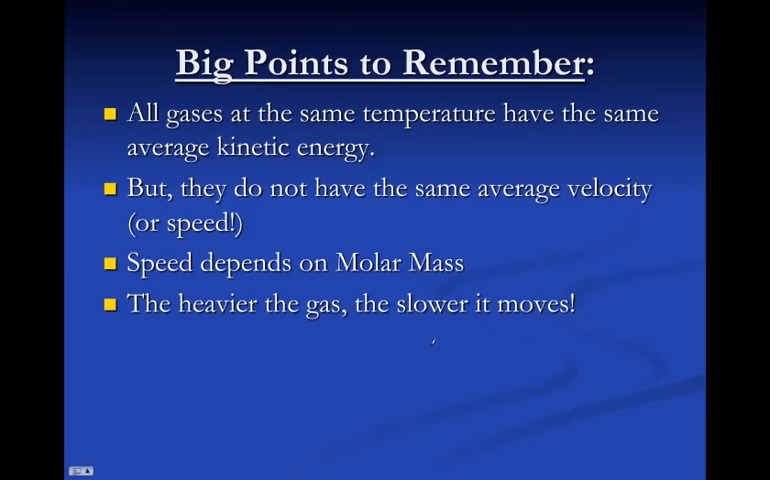 Big Points to Remember:
All gases at the same temperature have the same
average kinetic energy.
But, they do not have the same average velocity
(or speed!)
Speed depends on Molar Mass
The heavier the gas, the slower it moves!